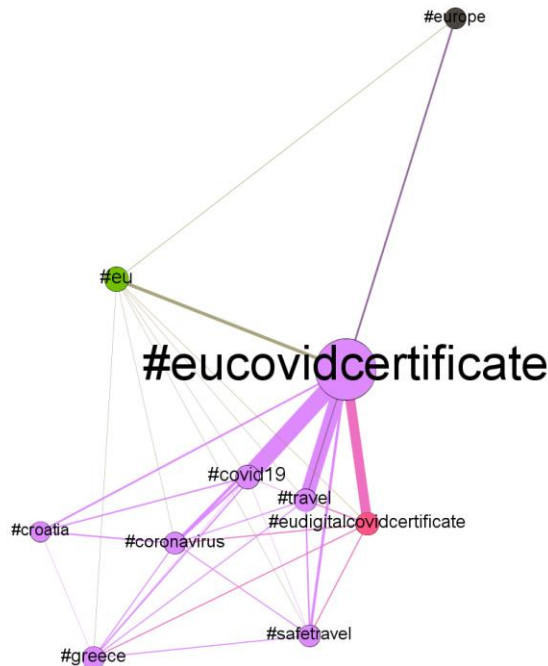 #europe
#eu
#eucovidcertificate
#covid19
#travel
#eudigitalcovidcertificate
#croatia
#coronavirus
#safetravel
#greece